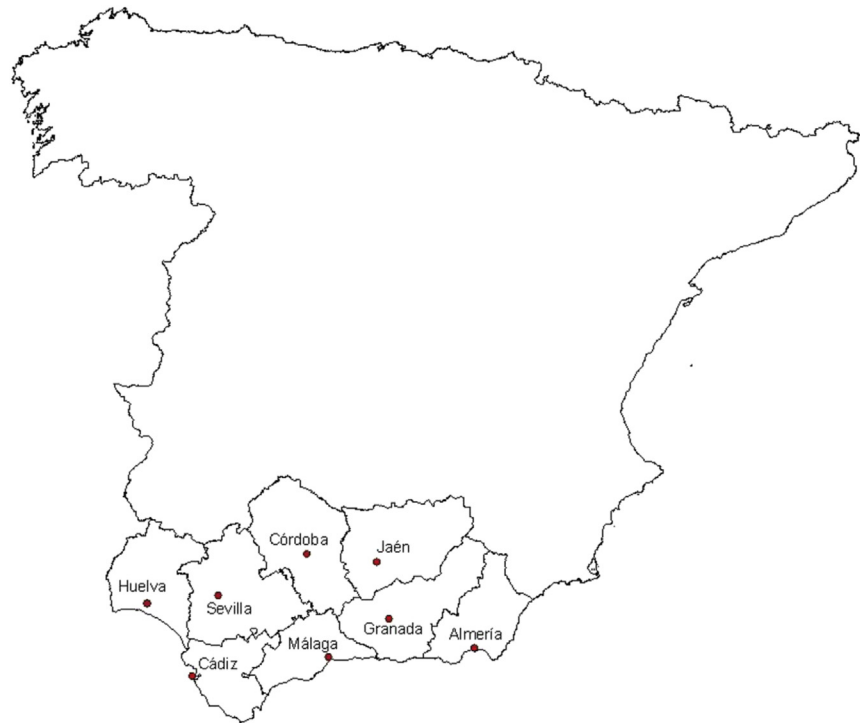 Córdoba
Jaén
Huelva
Sevilla
Granada
Almería
Málaga
Cádiz